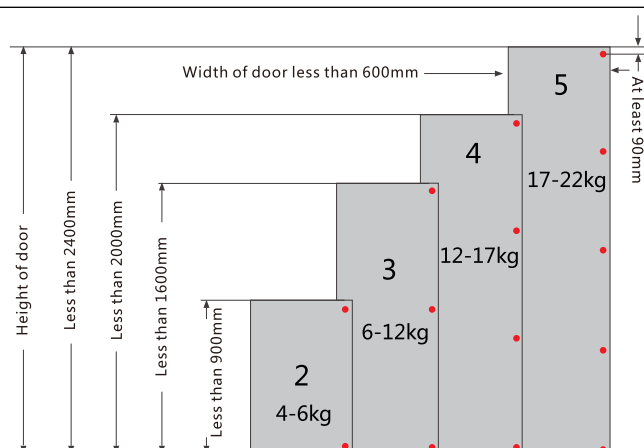 Width of door less than 600mm
At least 90mm
5
17-22kg
4
12-17kg
3
6-12kg
2
4-6kg
Height of door
Less than 2400mm
Less than 2000mm
Less than 1600mm
Less than 900mm